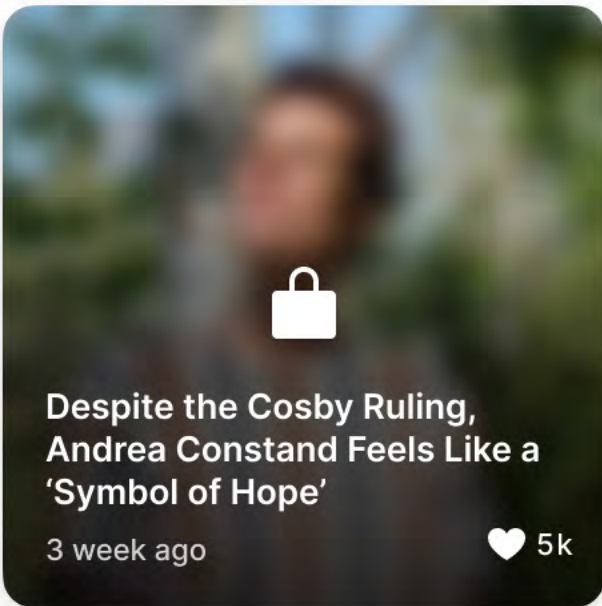 Despite the Cosby Ruling,
Andrea Constand Feels Like a
‘Symbol of Hope’
3 week ago
5k